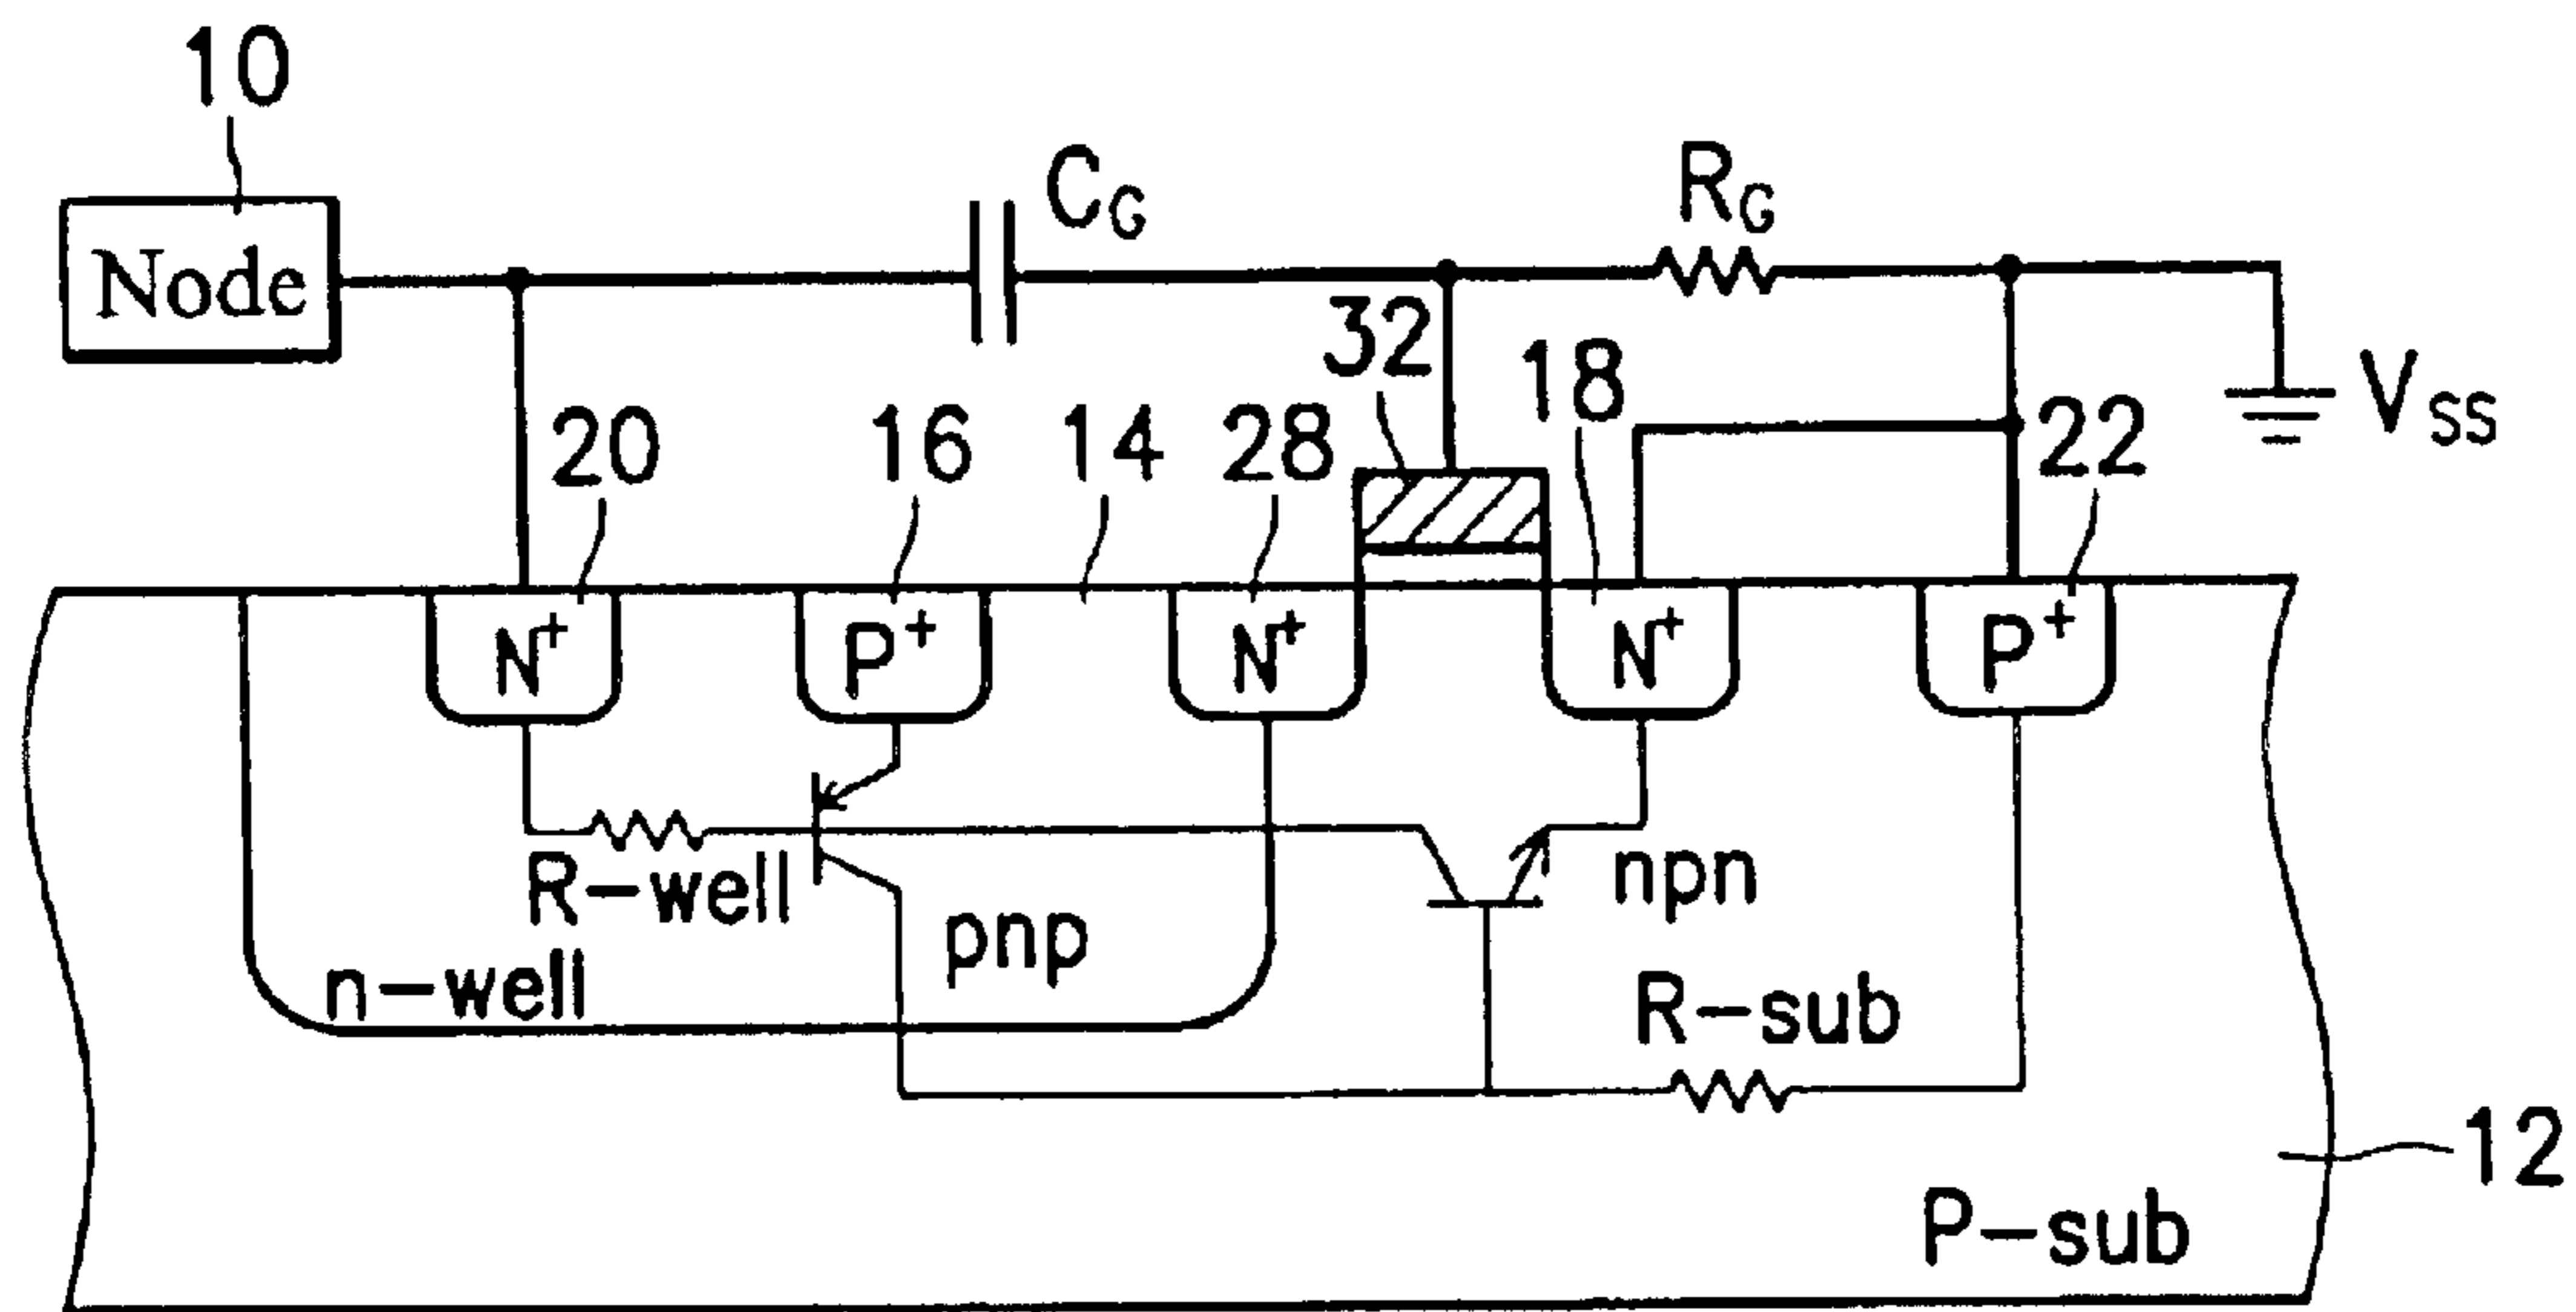 10
Node
C_G
R_G
32
18
V_SS
20
16
14
28
22
N⁺
P⁺
N⁺
N⁺
P⁺
R-well
npn
pnp
n-well
R-sub
12
P-sub